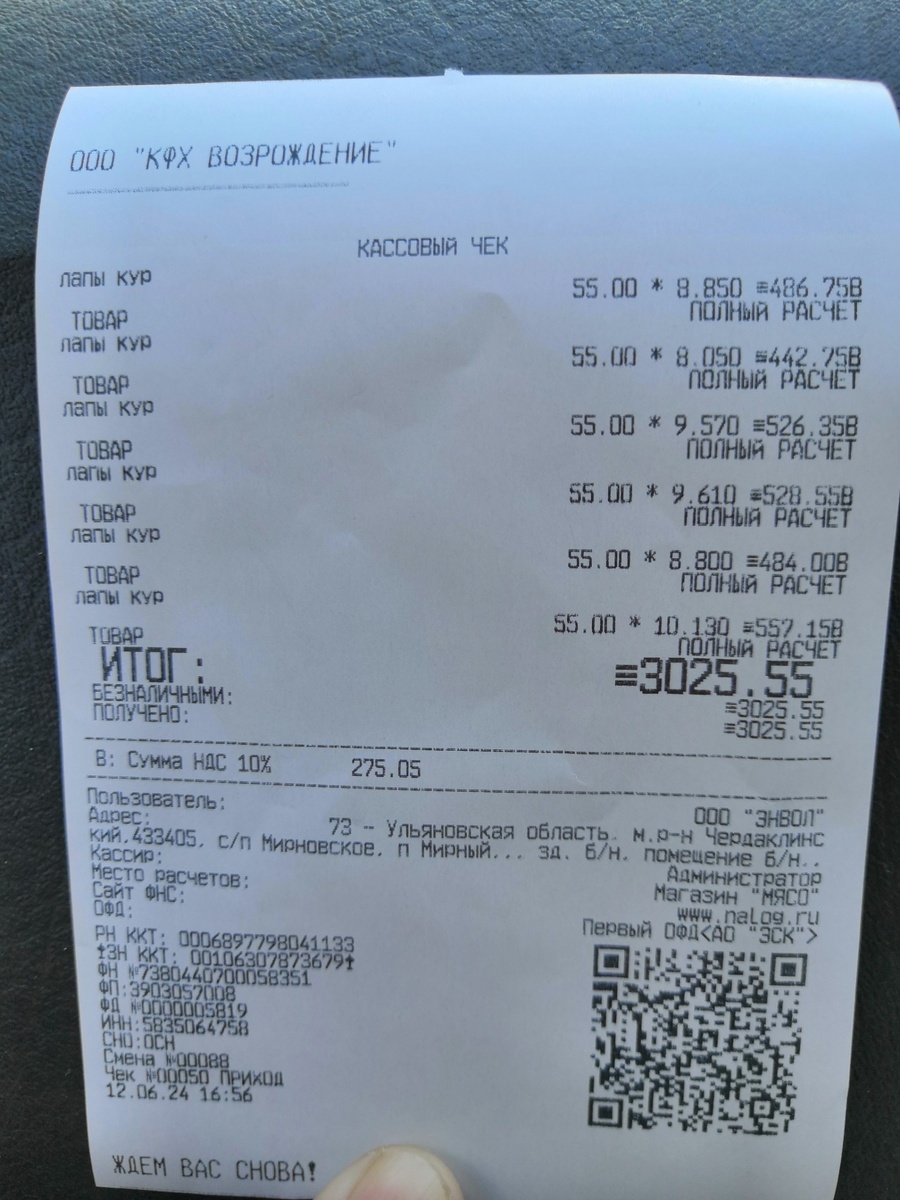 ООО "КФХ ВОЗРОЖДЕНИЕ"
КАССОВЫЙ ЧЕК
лапы кур
55.00 * 8.850 ≡486.75В
ТОВАР ПОЛНЫЙ РАСЧЕТ
лапы кур
55.00 * 8.050 ≡442.75В
ТОВАР ПОЛНЫЙ РАСЧЕТ
лапы кур
55.00 * 9.570 ≡526.35В
ТОВАР ПОЛНЫЙ РАСЧЕТ
лапы кур
55.00 * 9.610 ≡528.55В
ТОВАР ПОЛНЫЙ РАСЧЕТ
лапы кур
55.00 * 8.800 ≡484.00В
ТОВАР ПОЛНЫЙ РАСЧЕТ
лапы кур
55.00 * 10.130 ≡557.15В
ТОВАР ПОЛНЫЙ РАСЧЕТ
ИТОГ: ≡3025.55
БЕЗНАЛИЧНЫМИ: ≡3025.55
ПОЛУЧЕНО: ≡3025.55
В: Сумма НДС 10% 275.05
Пользователь: ООО "ЭНВОЛ"
Адрес: 73 - Ульяновская область, м.р-н Чердаклинс
кий,433405, с/п Мирновское, п Мирный,.. зд. б/н, помещение б/н,.
Кассир: Администратор
Место расчетов: Магазин "МЯСО"
Сайт ФНС: www.nalog.ru
ОФД: Первый ОФД<АО "ЭСК">
РН ККТ: 0006897798041133
↑ЗН ККТ: 00106307873679↑
ФН №7380440700058351
ФП:3903057008
ФД №0000005819
ИНН:5835064758
СНО:ОСН
Смена №00088
Чек №00050 ПРИХОД
12.06.24 16:56
ЖДЕМ ВАС СНОВА!